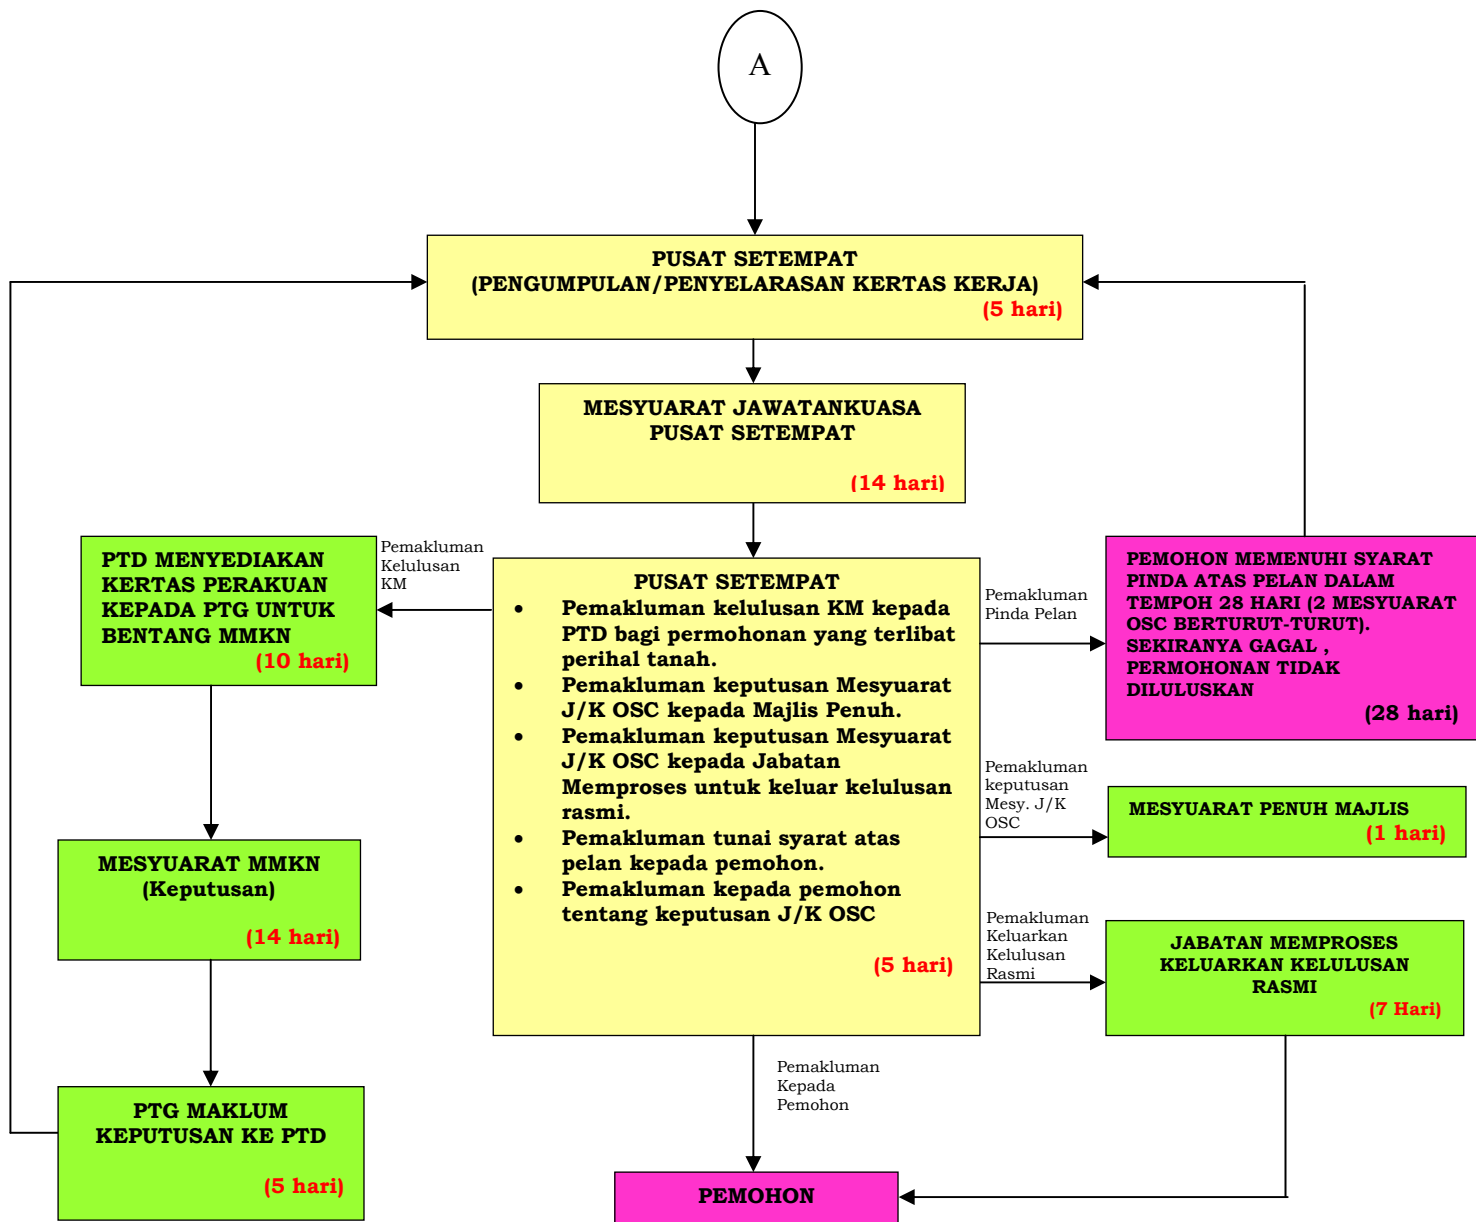 A
PUSAT SETEMPAT
(PENGUMPULAN/PENYELARASAN KERTAS KERJA)
(5 hari)
MESYUARAT JAWATANKUASA
PUSAT SETEMPAT
(14 hari)
PTD MENYEDIAKAN
KERTAS PERAKUAN
KEPADA PTG UNTUK
BENTANG MMKN
(10 hari)
Pemakluman
Kelulusan
KM
PUSAT SETEMPAT
• Pemakluman kelulusan KM kepada
PTD bagi permohonan yang terlibat
perihal tanah.
• Pemakluman keputusan Mesyuarat
J/K OSC kepada Majlis Penuh.
• Pemakluman keputusan Mesyuarat
J/K OSC kepada Jabatan
Memproses untuk keluar kelulusan
rasmi.
• Pemakluman tunai syarat atas
pelan kepada pemohon.
• Pemakluman kepada pemohon
tentang keputusan J/K OSC
(5 hari)
Pemakluman
Pinda Pelan
PEMOHON MEMENUHI SYARAT
PINDA ATAS PELAN DALAM
TEMPOH 28 HARI (2 MESYUARAT
OSC BERTURUT-TURUT).
SEKIRANYA GAGAL ,
PERMOHONAN TIDAK
DILULUSKAN
(28 hari)
Pemakluman
keputusan
Mesy. J/K
OSC
MESYUARAT PENUH MAJLIS
(1 hari)
MESYUARAT MMKN
(Keputusan)
(14 hari)
Pemakluman
Keluarkan
Kelulusan
Rasmi
JABATAN MEMPROSES
KELUARKAN KELULUSAN
RASMI
(7 Hari)
Pemakluman
Kepada
Pemohon
PTG MAKLUM
KEPUTUSAN KE PTD
(5 hari)
PEMOHON